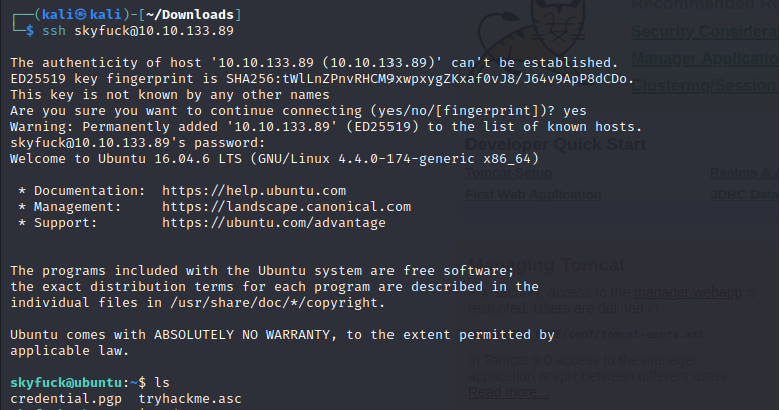 ┌──(kali㉿kali)-[~/Downloads]
└─$ ssh skyfuck@10.10.133.89
The authenticity of host '10.10.133.89 (10.10.133.89)' can't be established.
ED25519 key fingerprint is SHA256:tWlLnZPnvRHCM9xwpxygZKxaf0vJ8/J64v9ApP8dCDo.
This key is not known by any other names
Are you sure you want to continue connecting (yes/no/[fingerprint])? yes
Warning: Permanently added '10.10.133.89' (ED25519) to the list of known hosts.
skyfuck@10.10.133.89's password:
Welcome to Ubuntu 16.04.6 LTS (GNU/Linux 4.4.0-174-generic x86_64)
* Documentation:  https://help.ubuntu.com
* Management:     https://landscape.canonical.com
* Support:        https://ubuntu.com/advantage
The programs included with the Ubuntu system are free software;
the exact distribution terms for each program are described in the
individual files in /usr/share/doc/*/copyright.
Ubuntu comes with ABSOLUTELY NO WARRANTY, to the extent permitted by
applicable law.
skyfuck@ubuntu:~$ ls
credential.pgp  tryhackme.asc
Recommended Re
Security Considera
Manager Applicatio
Clustering/Session
Developer Quick Start
Tomcat Setup
First Web Application
Realms & A
JDBC Data
Managing Tomcat
access to the manager webapp is
restricted. Users are defined in
/conf/tomcat-users.xml
In Tomcat 9.0 access to the manager
application is split between different users.
Read more...